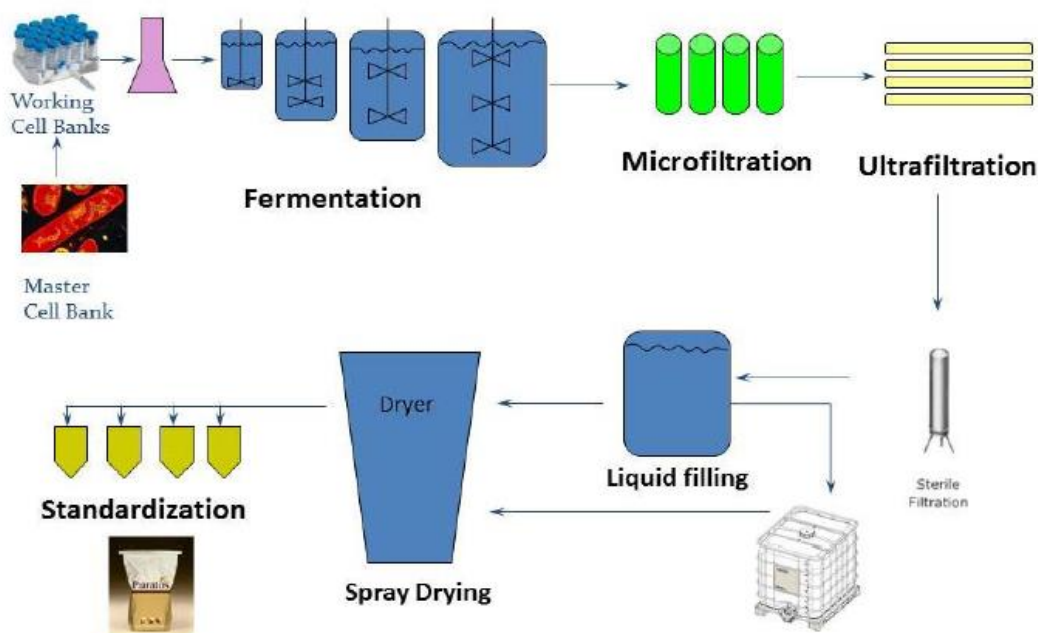 Working
Cell Banks
Master
Cell Bank
Fermentation
Microfiltration
Ultrafiltration
Sterile
Filtration
Liquid filling
Dryer
Spray Drying
Standardization